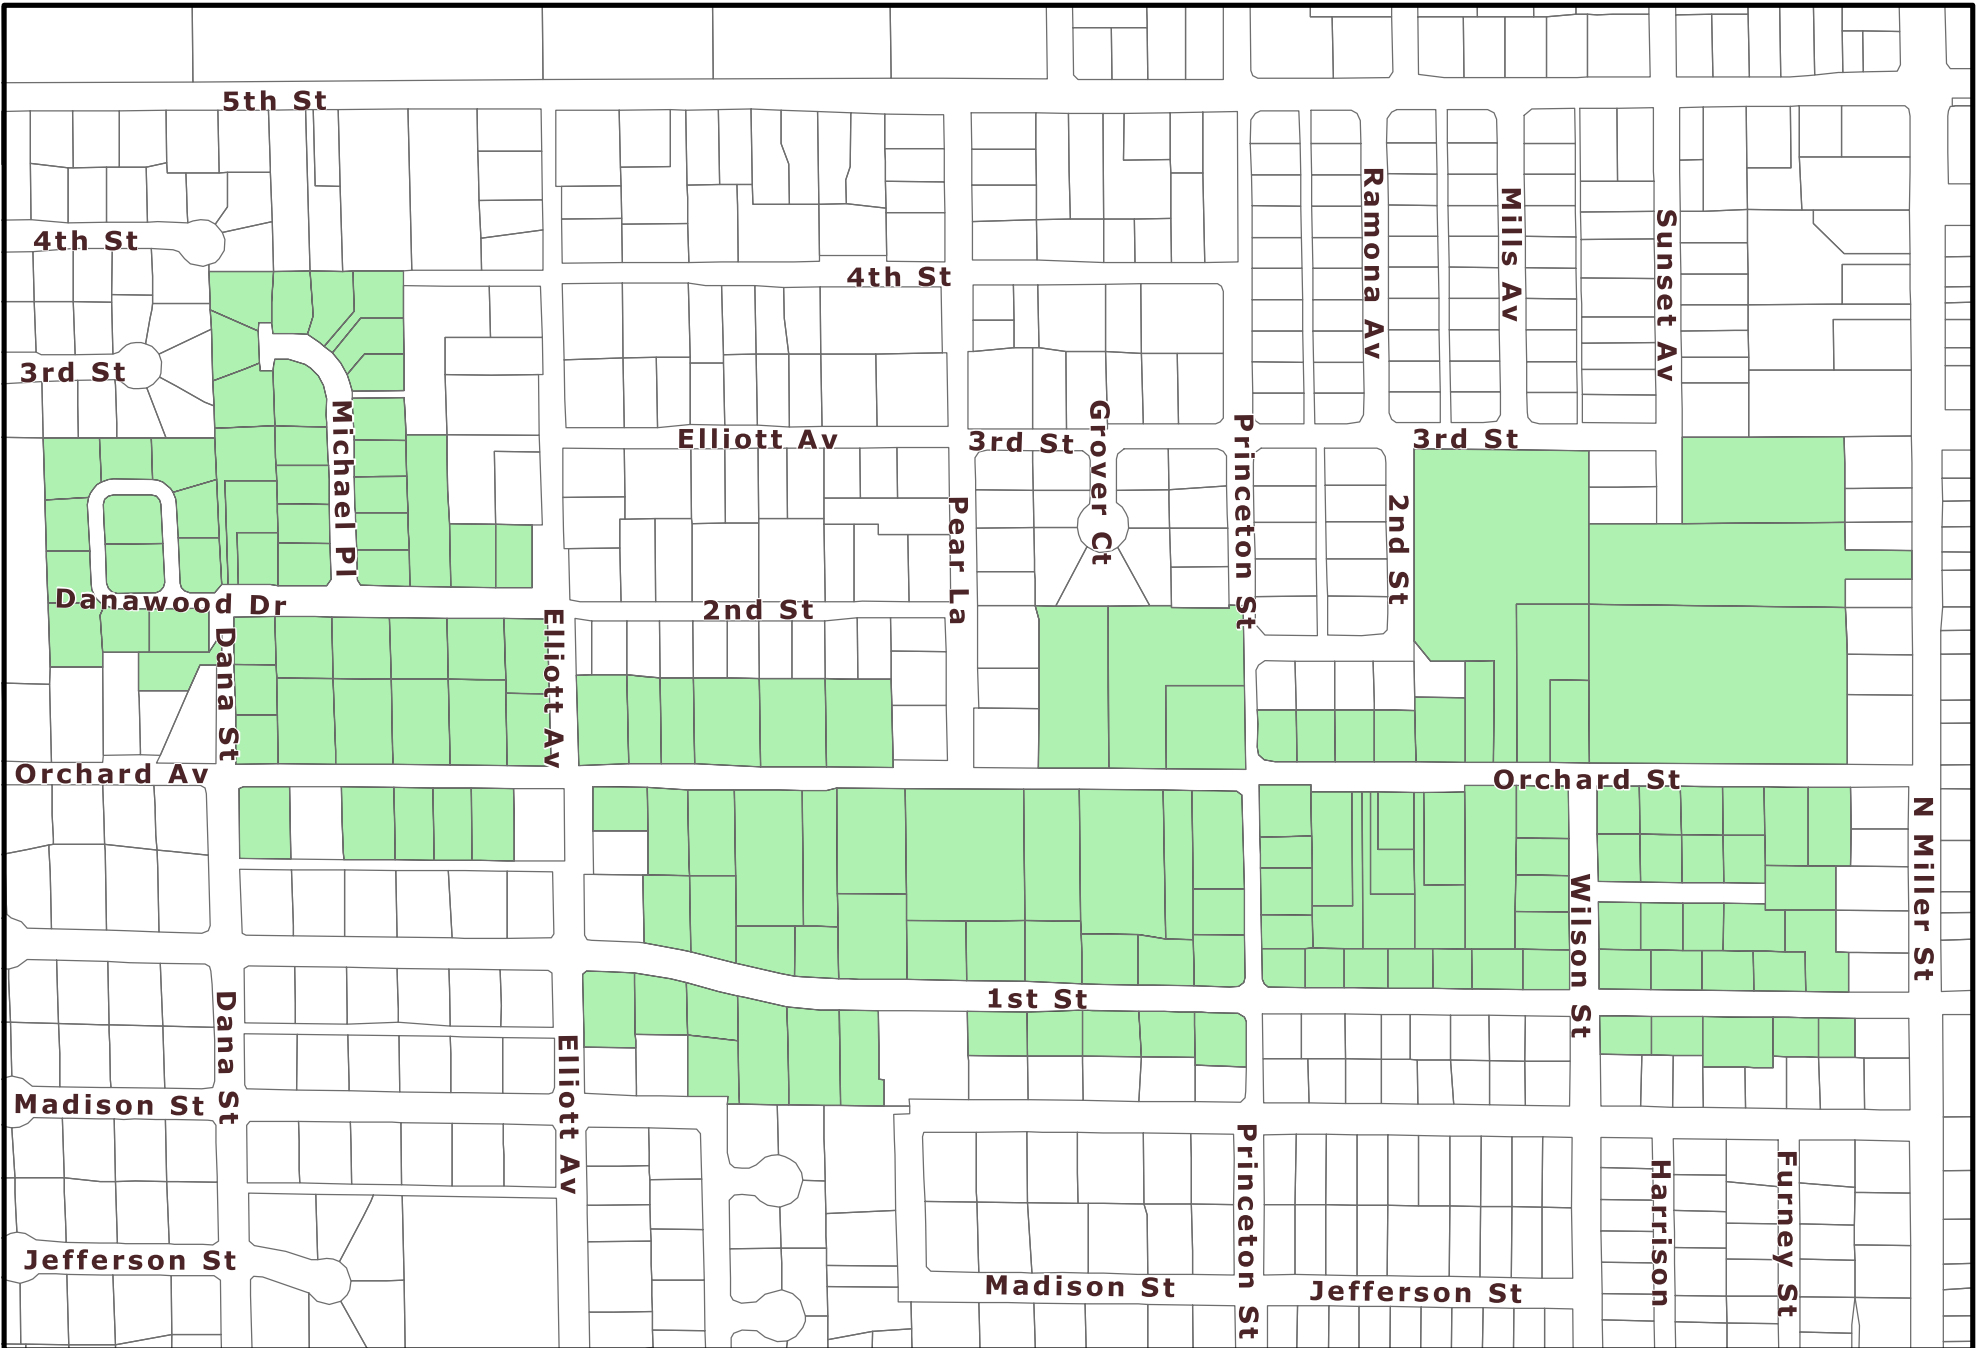 5th St
4th St
4th St
3rd St
Ramona Av
Mills Av
Sunset Av
Michael Pl
Elliott Av
3rd St
Grover Ct
Princeton St
3rd St
2nd St
Pear La
Danawood Dr
2nd St
Dana St
Elliott Av
Orchard Av
Orchard St
N Miller St
Wilson St
1st St
Dana St
Elliott Av
Madison St
Princeton St
Harrison
Furney St
Jefferson St
Madison St
Jefferson St